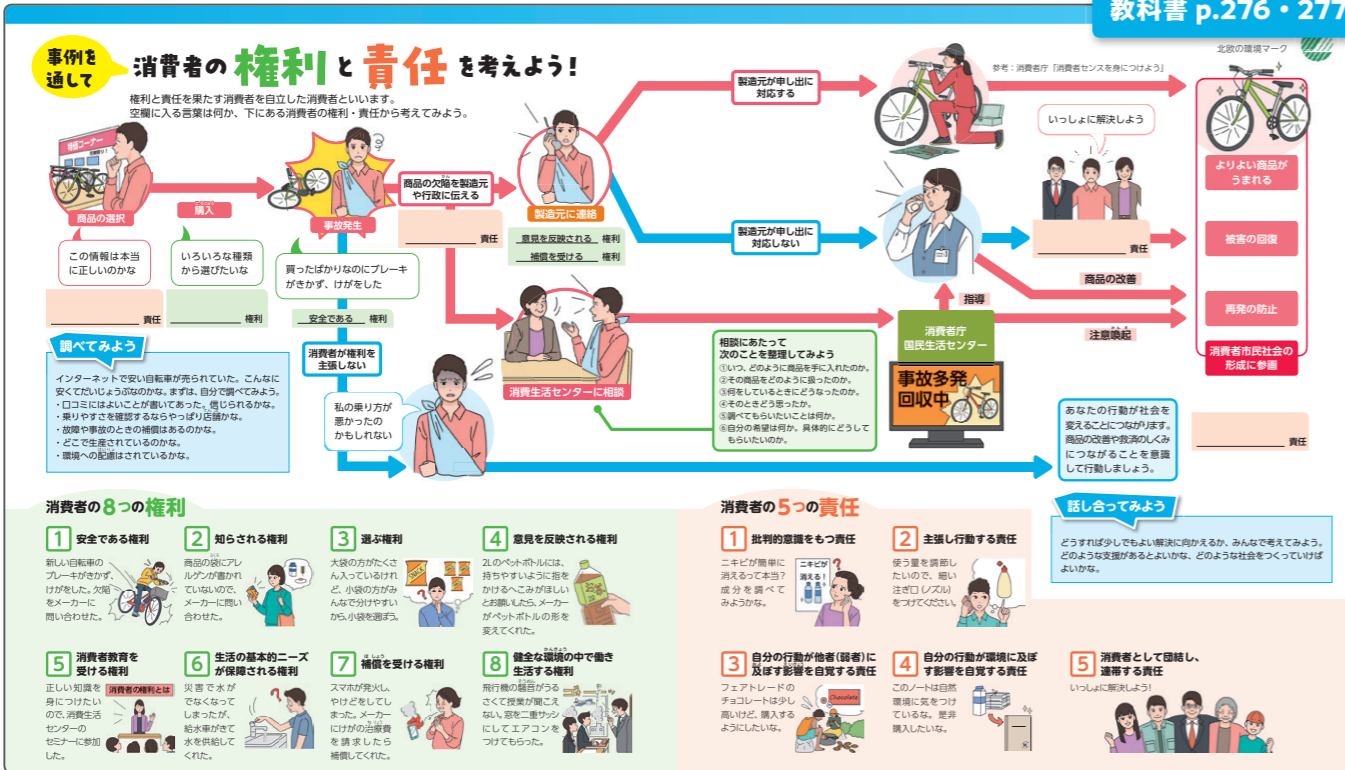 教科書 p.276・277
北欧の環境マーク
事例を
通して
消費者の権利と責任を考えよう！
参考：消費者庁「消費者センスを身につけよう」
権利と責任を果たす消費者を自立した消費者といいます。
空欄に入る言葉は何か、下にある消費者の権利・責任から考えてみよう。
特価コーナー
商品の選択
購入
事故発生
商品の欠陥を製造元
や行政に伝える
責任
製造元に連絡
意見を反映される 権利
補償を受ける 権利
製造元が申し出に
対応する
製造元が申し出に
対応しない
いっしょに解決しよう
責任
よりよい商品が
うまれる
被害の回復
再発の防止
消費者市民社会の
形成に参画
商品の改善
注意喚起
指導
この情報は本当
に正しいのかな
責任
いろいろな種類
から選びたいな
権利
買ったばかりなのにブレーキ
がきかず、けがをした
安全である 権利
消費者が権利を
主張しない
私の乗り方が
悪かったの
かもしれない
消費生活センターに相談
消費者庁
国民生活センター
事故多発
回収中
相談にあたって
次のことを整理してみよう
①いつ、どのように商品を手に入れたのか。
②その商品をどのように扱ったのか。
③何をしているときにどうなったのか。
④そのときどう思ったか。
⑤調べてもらいたいことは何か。
⑥自分の希望は何か。具体的にどうして
もらいたいのか。
あなたの行動が社会を
変えることにつながります。
商品の改善や救済のしくみ
につながることを意識
して行動しましょう。
責任
調べてみよう
インターネットで安い自転車が売られていた。こんなに
安くてだいじょうぶなのかな。まずは、自分で調べてみよう。
・口コミにはよいことが書いてあった。信じられるかな。
・乗りやすさを確認するならやっぱり店舗かな。
・故障や事故のときの補償はあるのかな。
・どこで生産されているのかな。
・環境への配慮はされているかな。
話し合ってみよう
どうすれば少しでもよい解決に向かえるか、みんなで考えてみよう。
どのような支援があるとよいかな、どのような社会をつくっていけば
よいかな。
消費者の8つの権利
1 安全である権利
新しい自転車の
ブレーキがきかず、
けがをした。欠陥
をメーカーに
問い合わせた。
2 知らされる権利
商品の袋にアレ
ルゲンが書かれ
ていないので、
メーカーに問い
合わせた。
3 選ぶ権利
大袋の方がたくさ
ん入っているけれ
ど、小袋の方がみ
んなで分けやすい
から、小袋を選ぼう。
SNACK
4 意見を反映される権利
2Lのペットボトルには、
持ちやすいように指を
かけるへこみがほしい
とお願いしたら、メーカー
がペットボトルの形を
変えてくれた。
5 消費者教育を
受ける権利
正しい知識を
身につけたい
ので、消費生活
センターの
セミナーに参加
した。
消費者の権利とは
6 生活の基本的ニーズ
が保障される権利
災害で水が
でなくなって
しまったが、
給水車がきて
水を供給して
くれた。
7 補償を受ける権利
スマホが発火し、
やけどをしてし
まった。メーカー
にけがの治療費
を請求したら
補償してくれた。
8 健全な環境の中で働き
生活する権利
飛行機の騒音がうる
さくて授業が聞こえ
ない。窓を二重サッシ
にしてエアコンを
つけてもらった。
消費者の5つの責任
1 批判的意識をもつ責任
ニキビが簡単に
消えるって本当？
成分を調べて
みようかな。
ニキビが
消える！
2 主張し行動する責任
使う量を調節し
たいので、細い
注ぎ口（ノズル）
をつけてください。
3 自分の行動が他者（弱者）に
及ぼす影響を自覚する責任
フェアトレードの
チョコレートは少し
高いけど、購入する
ようにしたいな。
Chocolate
4 自分の行動が環境に及ぼ
す影響を自覚する責任
このノートは自然
環境に気をつけ
ているな。是非
購入したいな。
5 消費者として団結し、
連帯する責任
いっしょに解決しよう！